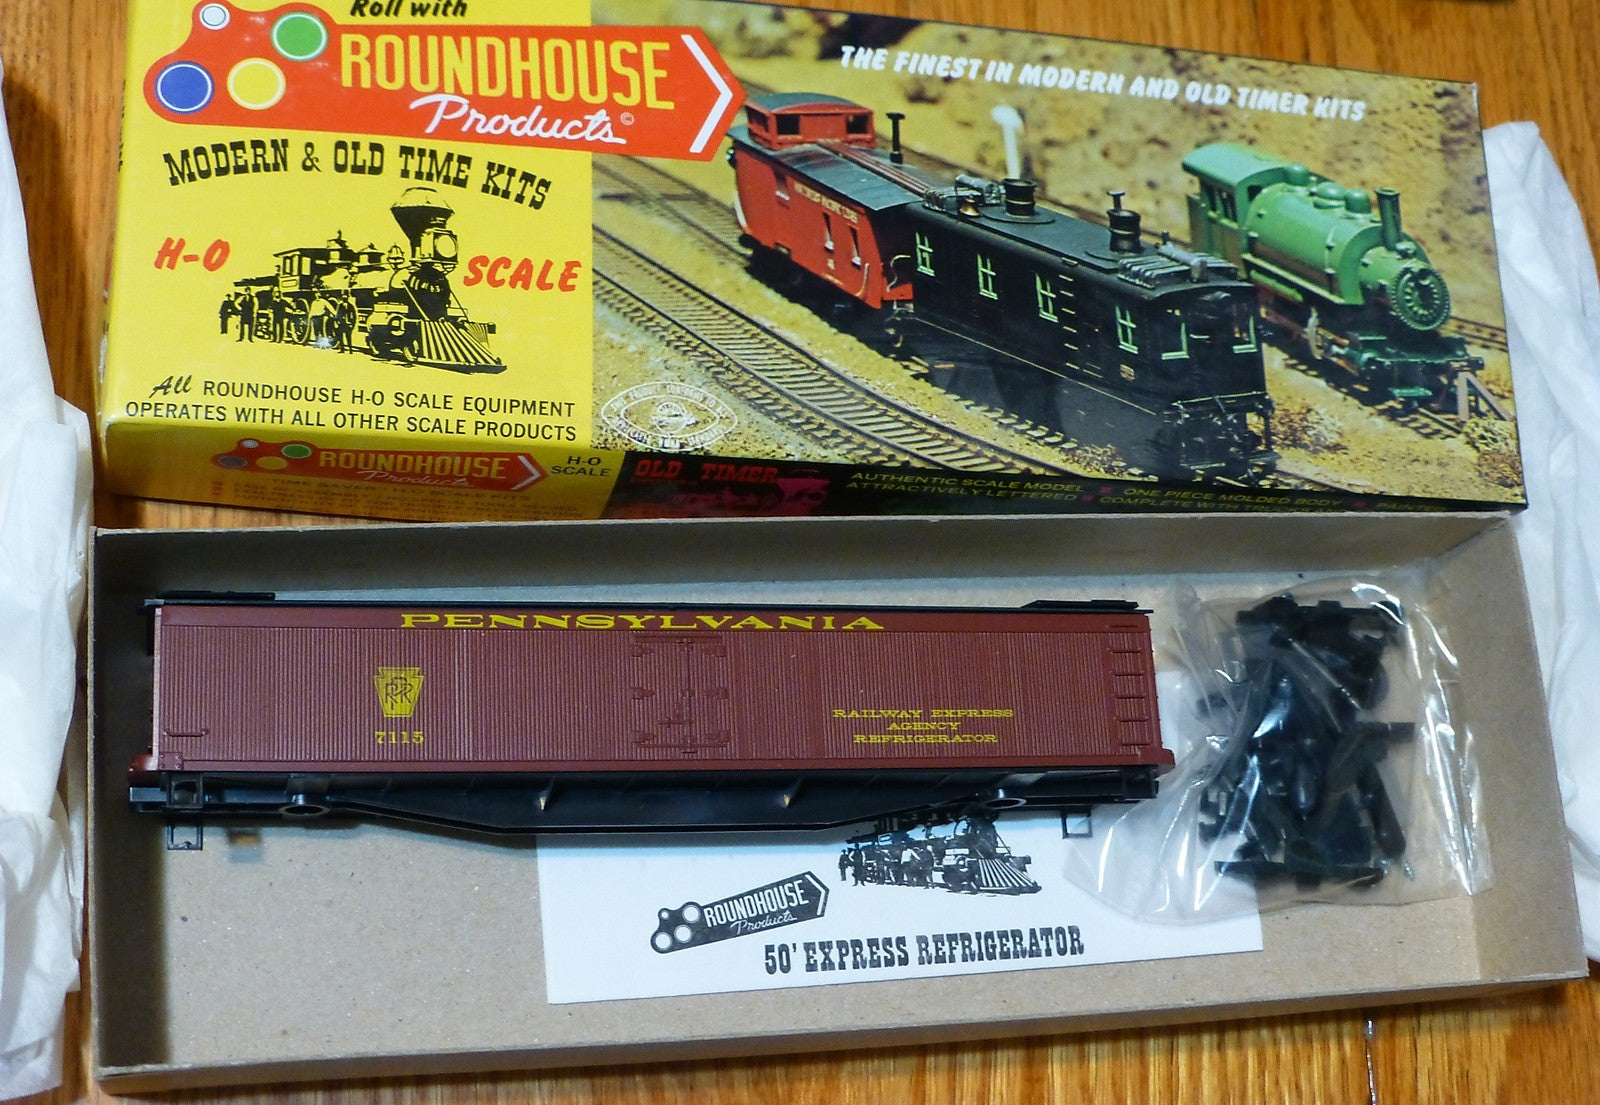 Roll with
ROUNDHOUSE
Products ©
MODERN & OLD TIME KITS
H-O SCALE
All ROUNDHOUSE H-O SCALE EQUIPMENT
OPERATES WITH ALL OTHER SCALE PRODUCTS
THE FINEST IN MODERN AND OLD TIMER KITS
ROUNDHOUSE
Products
H-O
SCALE
OLD TIMER
AUTHENTIC SCALE MODEL
ATTRACTIVELY LETTERED
ONE PIECE MOLDED BODY
COMPLETE WITH
PENNSYLVANIA
PRR
7115
RAILWAY EXPRESS
AGENCY
REFRIGERATOR
ROUNDHOUSE
Products
50' EXPRESS REFRIGERATOR